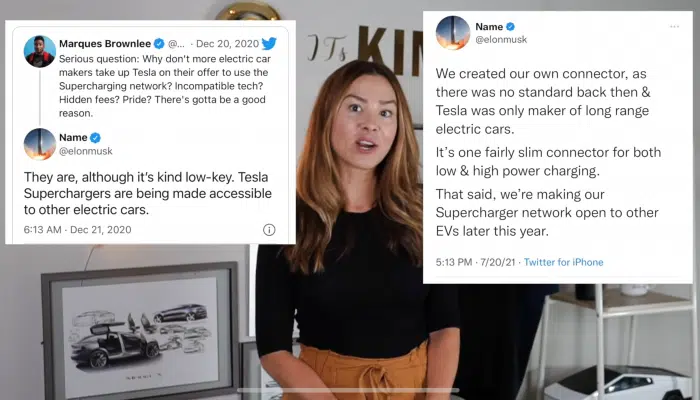 Marques Brownlee @... · Dec 20, 2020
Serious question: Why don't more electric car
makers take up Tesla on their offer to use the
Supercharging network? Incompatible tech?
Hidden fees? Pride? There's gotta be a good
reason.
Name
@elonmusk
They are, although it's kind low-key. Tesla
Superchargers are being made accessible
to other electric cars.
6:13 AM · Dec 21, 2020
ITs KIN
Name
@elonmusk
We created our own connector, as
there was no standard back then &
Tesla was only maker of long range
electric cars.
It's one fairly slim connector for both
low & high power charging.
That said, we're making our
Supercharger network open to other
EVs later this year.
5:13 PM · 7/20/21 · Twitter for iPhone